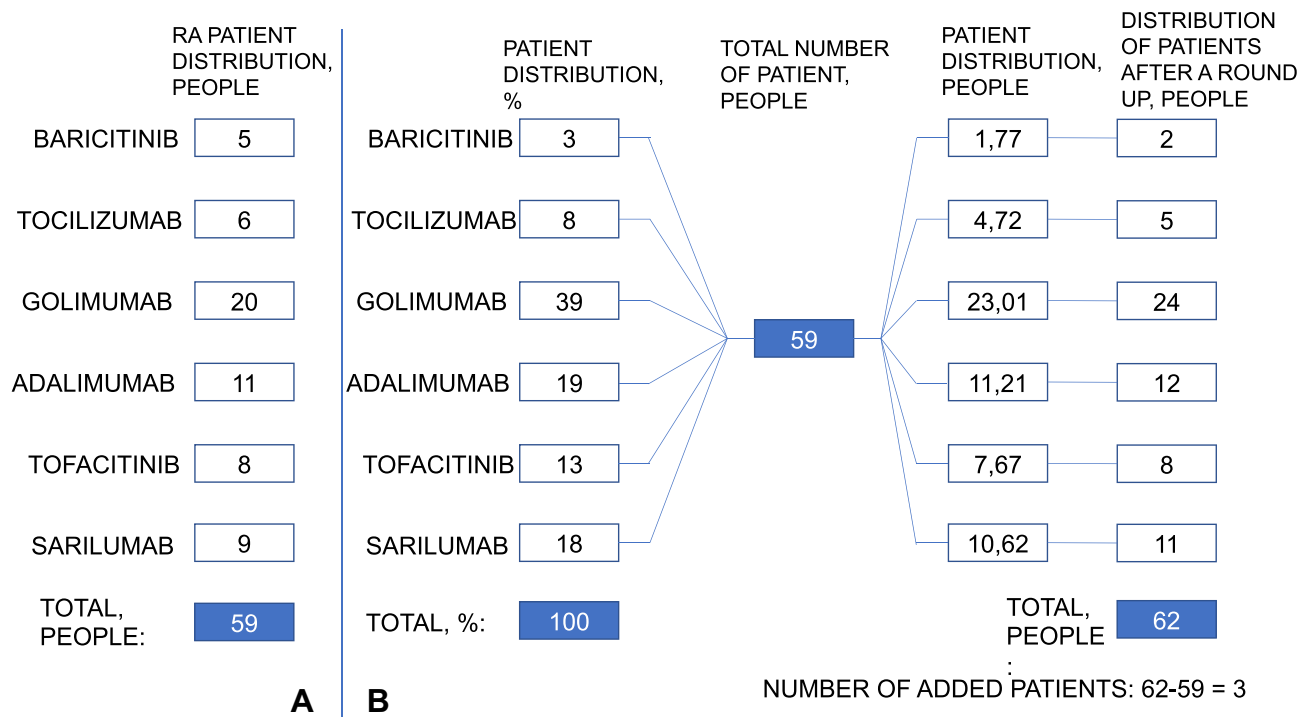 RA PATIENT
DISTRIBUTION,
PEOPLE
BARICITINIB 5
TOCILIZUMAB 6
GOLIMUMAB 20
ADALIMUMAB 11
TOFACITINIB 8
SARILUMAB 9
TOTAL,
PEOPLE: 59
A
PATIENT
DISTRIBUTION,
%
TOTAL NUMBER
OF PATIENT,
PEOPLE
PATIENT
DISTRIBUTION,
PEOPLE
DISTRIBUTION
OF PATIENTS
AFTER A ROUND
UP, PEOPLE
BARICITINIB 3 1,77 2
TOCILIZUMAB 8 4,72 5
GOLIMUMAB 39 23,01 24
59
ADALIMUMAB 19 11,21 12
TOFACITINIB 13 7,67 8
SARILUMAB 18 10,62 11
TOTAL, %: 100
TOTAL,
PEOPLE
: 62
NUMBER OF ADDED PATIENTS: 62-59 = 3
B